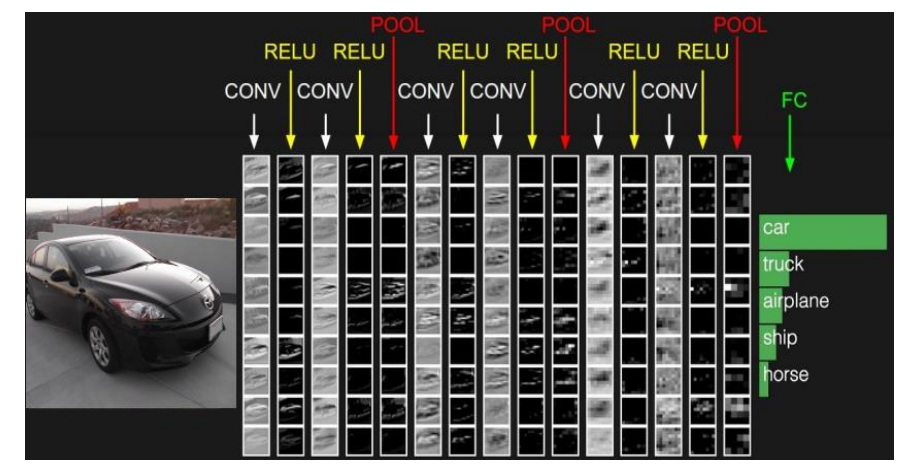 POOL POOL POOL
RELU RELU RELU RELU RELU RELU
CONV CONV CONV CONV CONV CONV
FC
car
truck
airplane
ship
horse